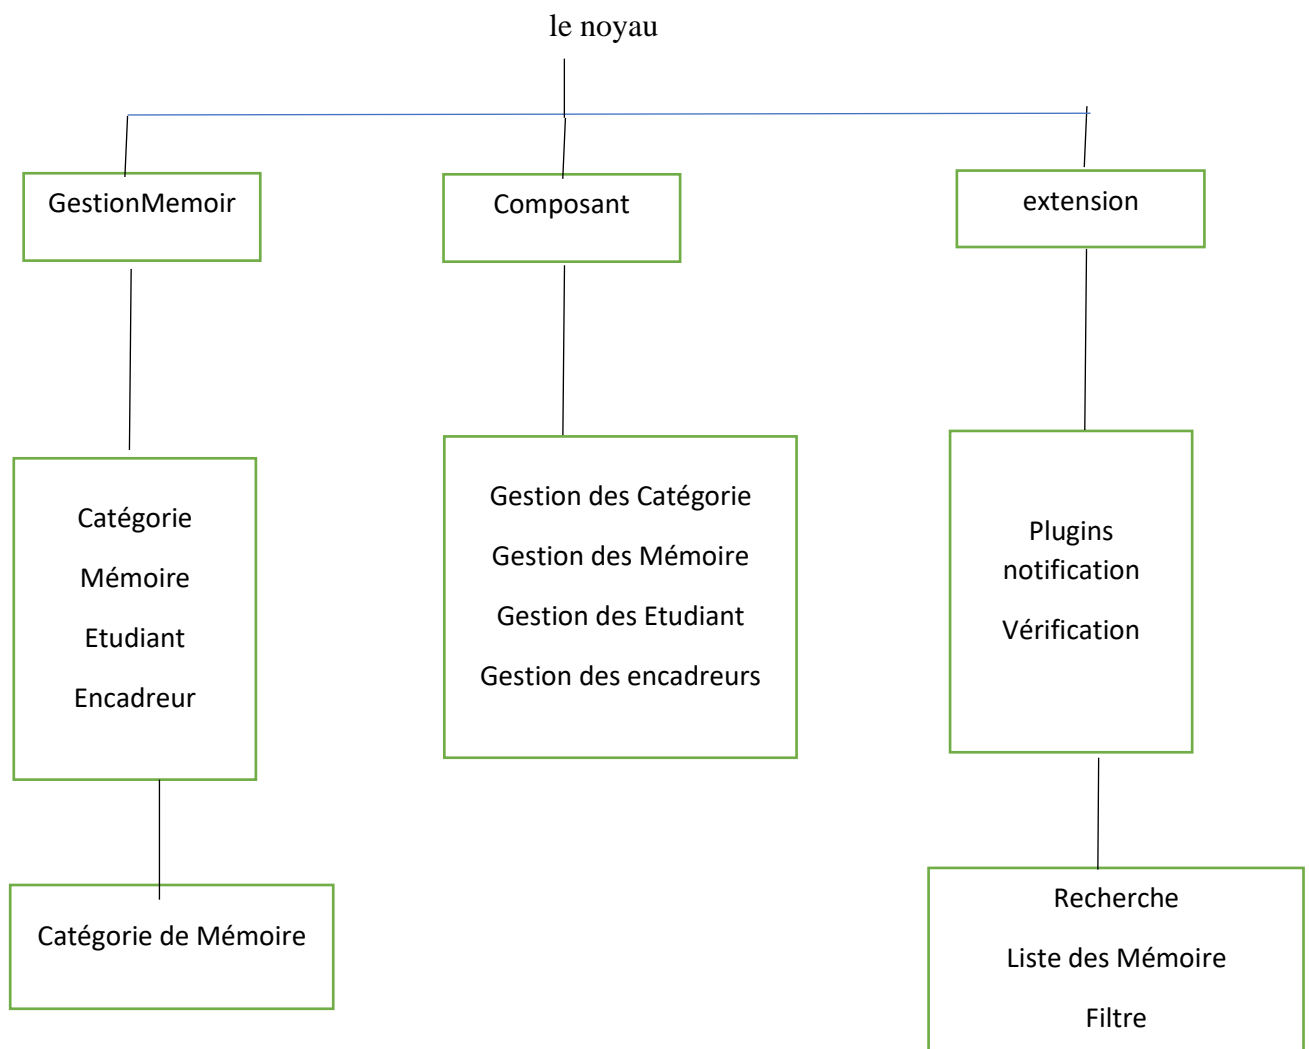 le noyau
GestionMemoir
Composant
extension
Catégorie
Mémoire
Etudiant
Encadreur
Gestion des Catégorie
Gestion des Mémoire
Gestion des Etudiant
Gestion des encadreurs
Plugins
notification
Vérification
Catégorie de Mémoire
Recherche
Liste des Mémoire
Filtre